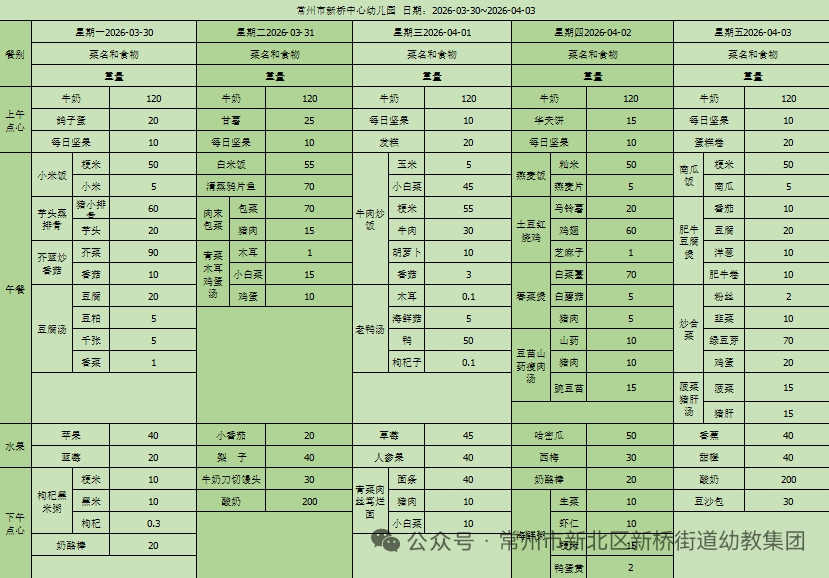 常州市新桥中心幼儿园 日期：2026-03-30~2026-04-03
餐别 星期一2026-03-30 星期二2026-03-31 星期三2026-04-01 星期四2026-04-02 星期五2026-04-03
菜名和食物 菜名和食物 菜名和食物 菜名和食物 菜名和食物
重量 重量 重量 重量 重量
上午点心 牛奶 120 牛奶 120 牛奶 120 牛奶 120 牛奶 120
鸽子蛋 20 甘薯 25 每日坚果 10 华夫饼 15 每日坚果 10
每日坚果 10 每日坚果 10 发糕 20 每日坚果 10 蛋糕卷 20
午餐 小米饭 粳米 50 白米饭 55 牛肉炒饭 玉米 5 燕麦饭 籼米 50 南瓜饭 粳米 50
小米 5 清蒸鸦片鱼 70 小白菜 45 燕麦片 5 南瓜 5
芋头蒸排骨 猪小排骨 60 肉末包菜 包菜 70 粳米 55 土豆红烧鸡 马铃薯 20 肥牛豆腐煲 番茄 10
芋头 20 猪肉 15 牛肉 30 鸡翅 60 豆腐 20
芥蓝炒香菇 芥菜 90 青菜木耳鸡蛋汤 木耳 1 胡萝卜 10 芝麻子 1 洋葱 10
香菇 10 小白菜 15 香菇 3 香菜煲 白菜薹 70 肥牛卷 10
豆腐汤 豆腐 20 鸡蛋 10 老鸭汤 木耳 0.1 白蘑菇 5 炒合菜 粉丝 2
豆粕 5 海鲜菇 5 猪肉 5 韭菜 10
千张 5 鸭 50 豆苗山药瘦肉汤 山药 10 绿豆芽 70
香菜 1 枸杞子 0.1 猪肉 10 鸡蛋 20
豌豆苗 15 菠菜猪肝汤 菠菜 15
猪肝 15
水果 苹果 40 小番茄 20 草莓 45 哈密瓜 50 香蕉 40
蓝莓 20 梨 子 40 人参果 40 西梅 30 甜橙 40
下午点心 枸杞黑米粥 粳米 10 牛奶刀切馒头 30 青菜肉丝笃烂面 面条 40 奶酪棒 20 酸奶 200
黑米 10 酸奶 200 猪肉 10 海鲜粥 生菜 10 豆沙包 30
枸杞 0.3 小白菜 10 虾仁 10
奶酪棒 20 粳米 15
鸭蛋黄 2
公众号 · 常州市新北区新桥街道幼教集团